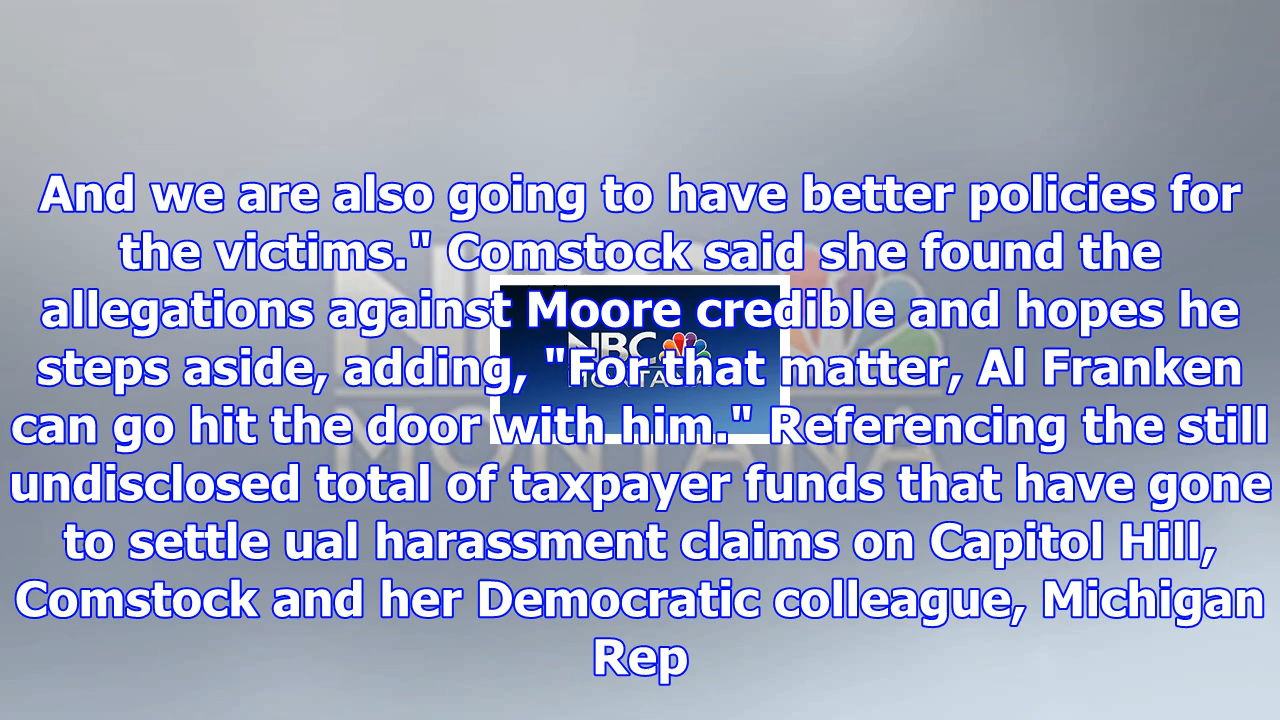 And we are also going to have better policies for
the victims." Comstock said she found the
allegations against Moore credible and hopes he
steps aside, adding, "For that matter, Al Franken
can go hit the door with him." Referencing the still
undisclosed total of taxpayer funds that have gone
to settle ual harassment claims on Capitol Hill,
Comstock and her Democratic colleague, Michigan
Rep
NBC
MONTANA
MONTANA